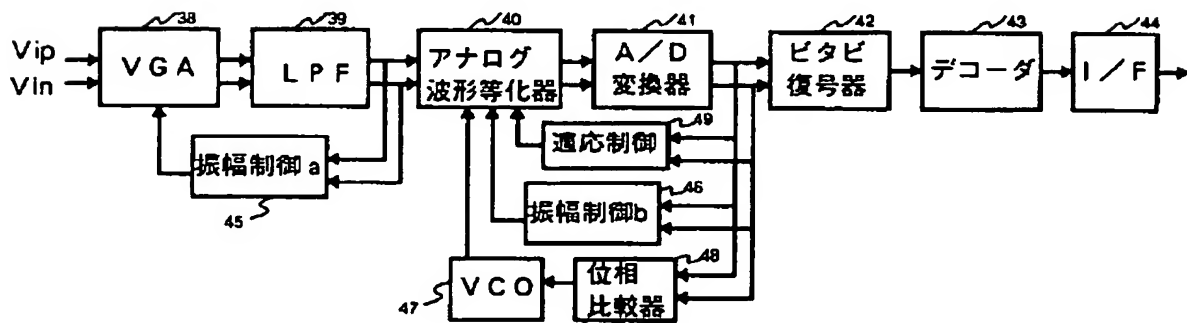 38
39
40
41
42
43
44
Vip
Vin
VGA
LPF
アナログ
波形等化器
A/D
変換器
ビタビ
復号器
デコーダ
I/F
49
適応制御
振幅制御a
45
46
振幅制御b
48
VCO
47
位相
比較器